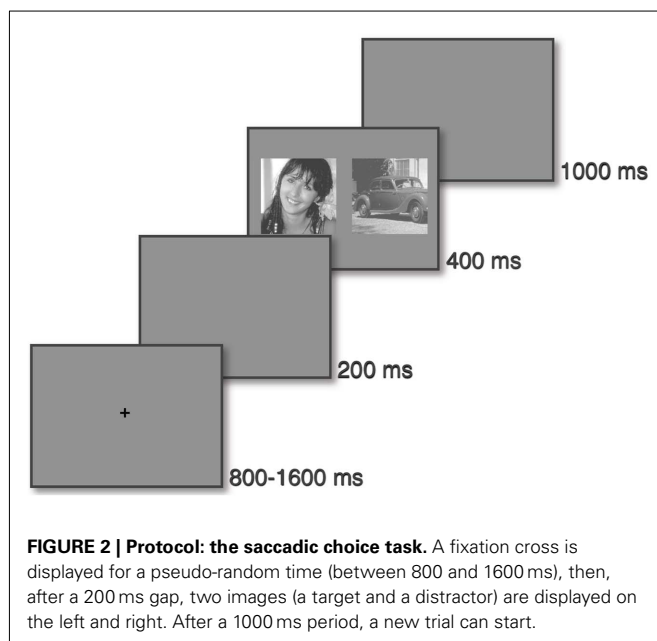 1000 ms
400 ms
200 ms
+
800-1600 ms
FIGURE 2 | Protocol: the saccadic choice task. A fixation cross is
displayed for a pseudo-random time (between 800 and 1600 ms), then,
after a 200 ms gap, two images (a target and a distractor) are displayed on
the left and right. After a 1000 ms period, a new trial can start.